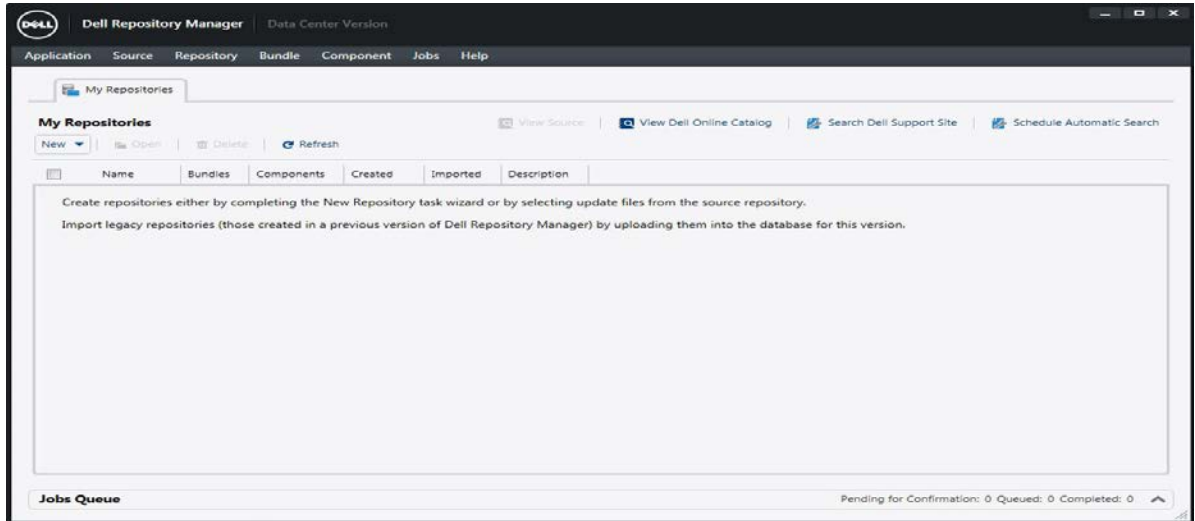 DELL Dell Repository Manager Data Center Version
Application Source Repository Bundle Component Jobs Help
My Repositories
My Repositories View Source View Dell Online Catalog Search Dell Support Site Schedule Automatic Search
New Open Delete Refresh
Name Bundles Components Created Imported Description
Create repositories either by completing the New Repository task wizard or by selecting update files from the source repository.
Import legacy repositories (those created in a previous version of Dell Repository Manager) by uploading them into the database for this version.
Jobs Queue Pending for Confirmation: 0 Queued: 0 Completed: 0